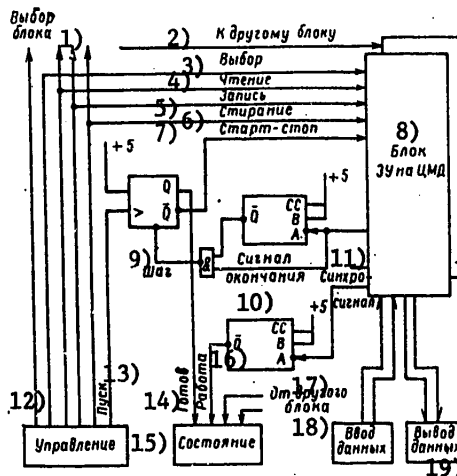 Выбор
блока
1)
2) К другому блоку
3) Выбор
4) Чтение
5) Запись
6) Стирание
7) Старт-стоп
8)
Блок
ЗУ на ЦМД
+5
Q
Q̅
>
+5
Q̅
CC
B
A
9) Шаг
&
Сигнал
окончания
11)
Синхро-
сигнал
10)
+5
Q̅
CC
B
A
16)
12)
13) Пуск
14) Готов
Работа
17)
От другого
блока
15)
18)
Управление
Состояние
Ввод
данных
Вывод
данных
19)